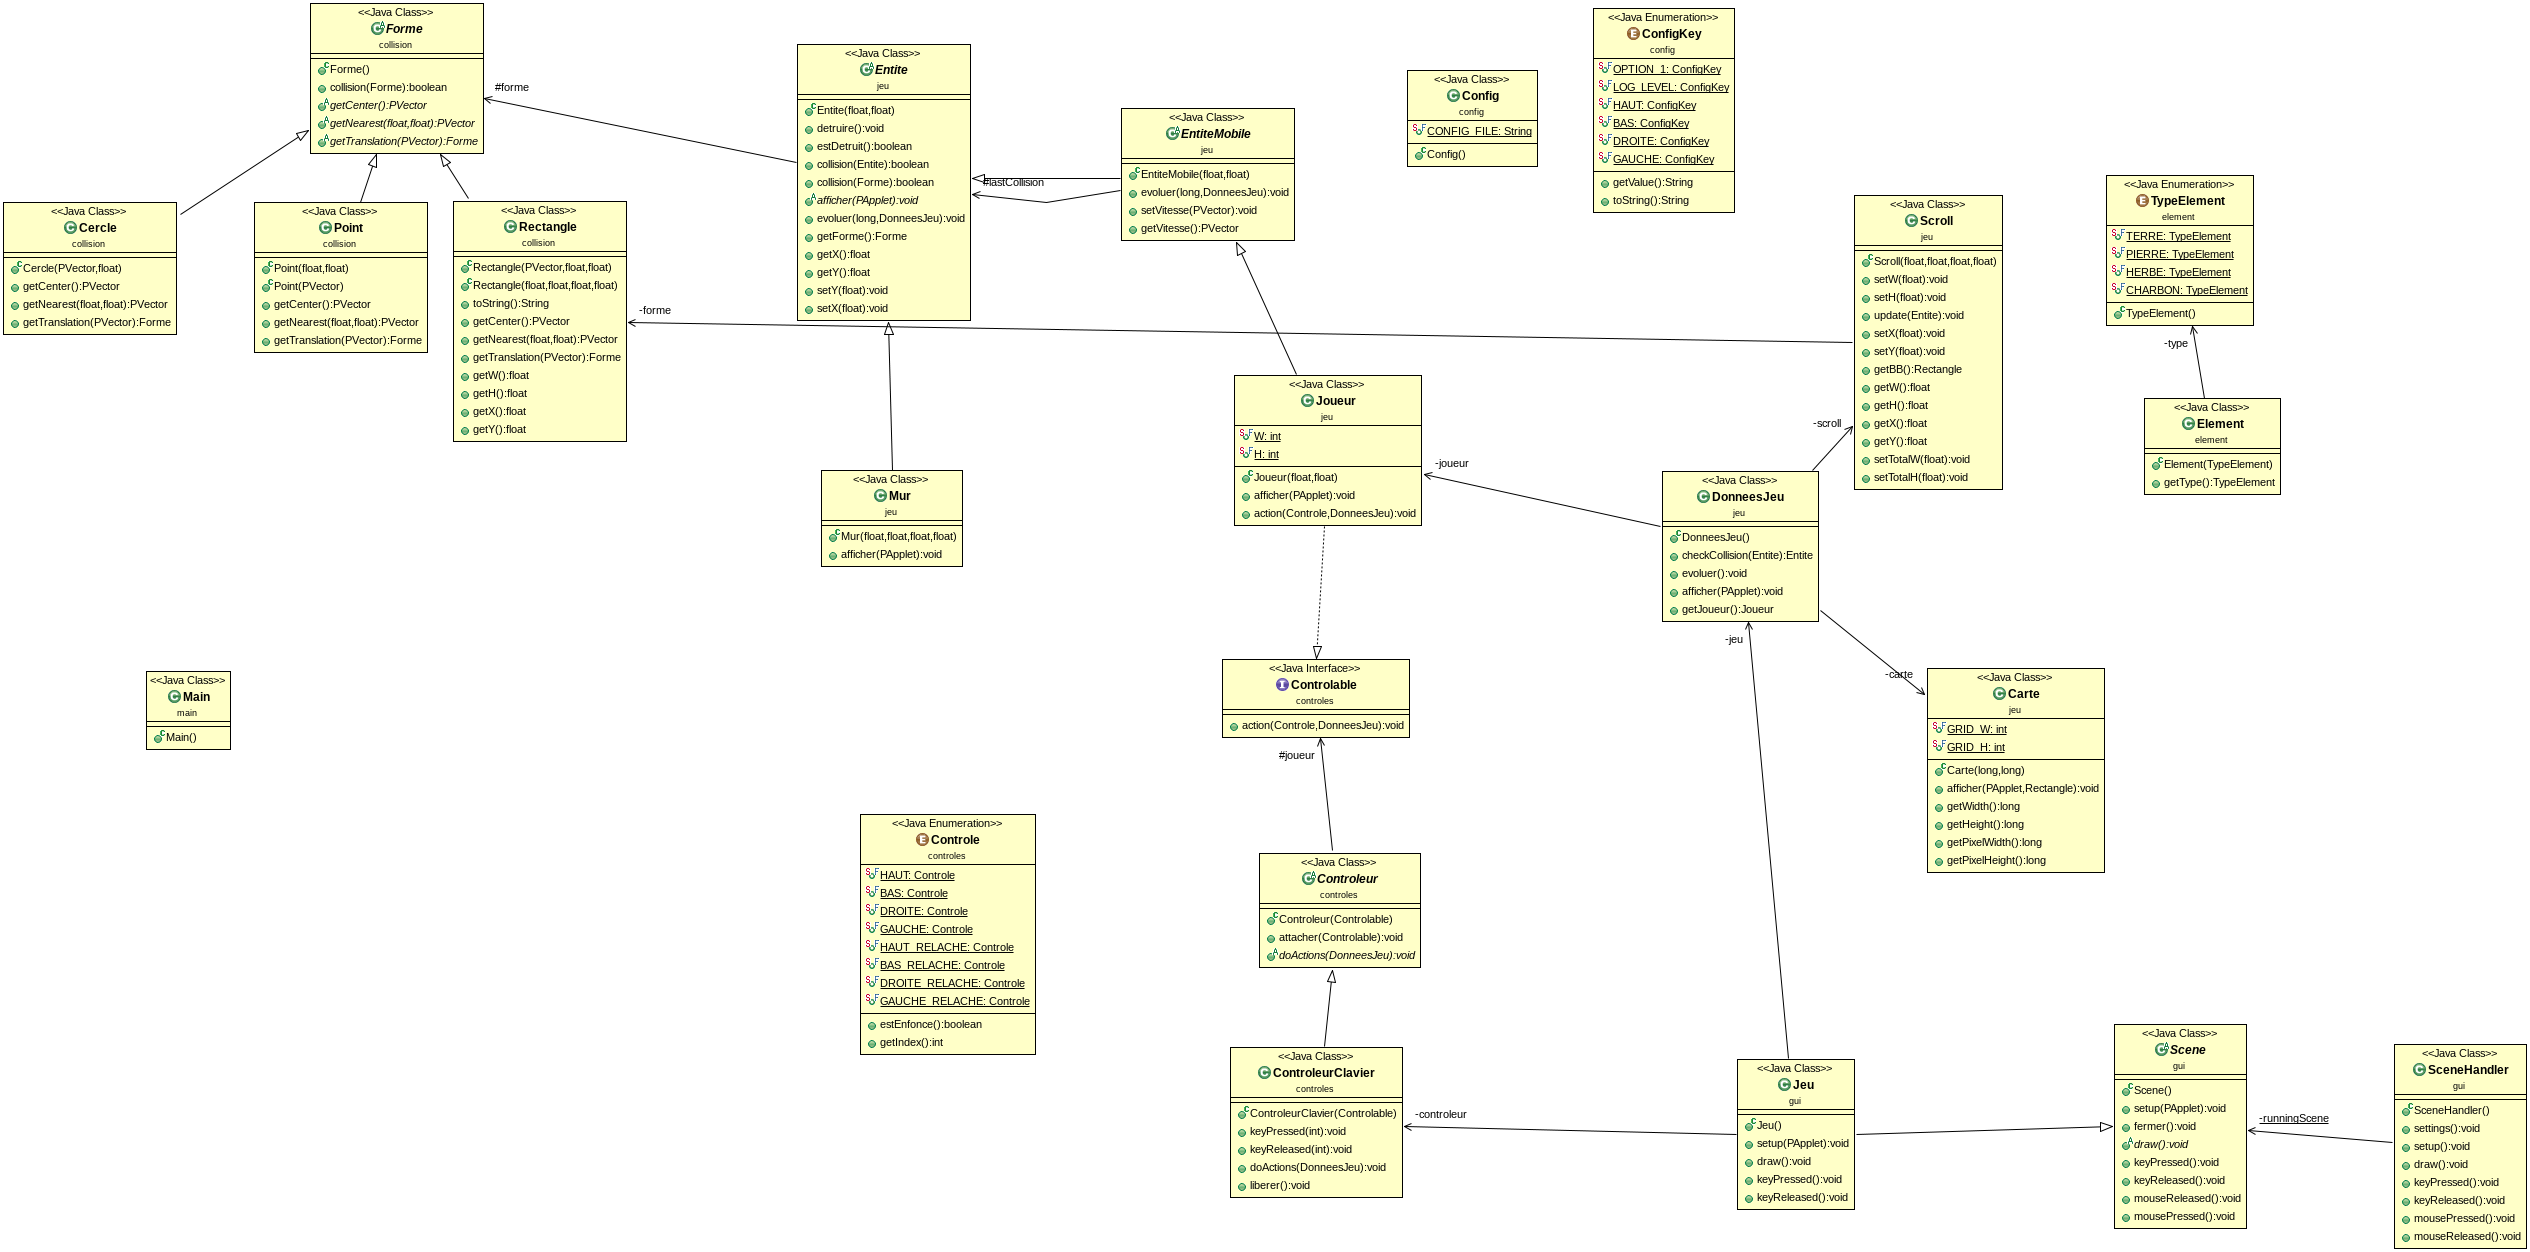 <<Java Class>>
Forme
collision
Forme()
collision(Forme):boolean
getCenter():PVector
getNearest(float,float):PVector
getTranslation(PVector):Forme
#forme
<<Java Class>>
Entite
jeu
Entite(float,float)
detruire():void
estDetruit():boolean
collision(Entite):boolean
collision(Forme):boolean
afficher(PApplet):void
evoluer(long,DonneesJeu):void
getForme():Forme
getX():float
getY():float
setY(float):void
setX(float):void
#lastCollision
<<Java Class>>
EntiteMobile
jeu
EntiteMobile(float,float)
evoluer(long,DonneesJeu):void
setVitesse(PVector):void
getVitesse():PVector
<<Java Class>>
Config
config
CONFIG_FILE: String
Config()
<<Java Enumeration>>
ConfigKey
config
OPTION_1: ConfigKey
LOG_LEVEL: ConfigKey
HAUT: ConfigKey
BAS: ConfigKey
DROITE: ConfigKey
GAUCHE: ConfigKey
getValue():String
toString():String
<<Java Class>>
Cercle
collision
Cercle(PVector,float)
getCenter():PVector
getNearest(float,float):PVector
getTranslation(PVector):Forme
<<Java Class>>
Point
collision
Point(float,float)
Point(PVector)
getCenter():PVector
getNearest(float,float):PVector
getTranslation(PVector):Forme
<<Java Class>>
Rectangle
collision
Rectangle(PVector,float,float)
Rectangle(float,float,float,float)
toString():String
getCenter():PVector
getNearest(float,float):PVector
getTranslation(PVector):Forme
getW():float
getH():float
getX():float
getY():float
-forme
<<Java Class>>
Scroll
jeu
Scroll(float,float,float,float)
setW(float):void
setH(float):void
update(Entite):void
setX(float):void
setY(float):void
getBB():Rectangle
getW():float
getH():float
getX():float
getY():float
setTotalW(float):void
setTotalH(float):void
<<Java Enumeration>>
TypeElement
element
TERRE: TypeElement
PIERRE: TypeElement
HERBE: TypeElement
CHARBON: TypeElement
TypeElement()
-type
<<Java Class>>
Element
element
Element(TypeElement)
getType():TypeElement
<<Java Class>>
Mur
jeu
Mur(float,float,float,float)
afficher(PApplet):void
<<Java Class>>
Joueur
jeu
W: int
H: int
Joueur(float,float)
afficher(PApplet):void
action(Controle,DonneesJeu):void
-joueur
-scroll
<<Java Class>>
DonneesJeu
jeu
DonneesJeu()
checkCollision(Entite):Entite
evoluer():void
afficher(PApplet):void
getJoueur():Joueur
-jeu
-carte
<<Java Class>>
Main
main
Main()
<<Java Interface>>
Controlable
controles
action(Controle,DonneesJeu):void
#joueur
<<Java Class>>
Carte
jeu
GRID_W: int
GRID_H: int
Carte(long,long)
afficher(PApplet,Rectangle):void
getWidth():long
getHeight():long
getPixelWidth():long
getPixelHeight():long
<<Java Enumeration>>
Controle
controles
HAUT: Controle
BAS: Controle
DROITE: Controle
GAUCHE: Controle
HAUT_RELACHE: Controle
BAS_RELACHE: Controle
DROITE_RELACHE: Controle
GAUCHE_RELACHE: Controle
estEnfonce():boolean
getIndex():int
<<Java Class>>
Controleur
controles
Controleur(Controlable)
attacher(Controlable):void
doActions(DonneesJeu):void
<<Java Class>>
ControleurClavier
controles
ControleurClavier(Controlable)
keyPressed(int):void
keyReleased(int):void
doActions(DonneesJeu):void
liberer():void
-controleur
<<Java Class>>
Jeu
gui
Jeu()
setup(PApplet):void
draw():void
keyPressed():void
keyReleased():void
<<Java Class>>
Scene
gui
Scene()
setup(PApplet):void
fermer():void
draw():void
keyPressed():void
keyReleased():void
mouseReleased():void
mousePressed():void
-runningScene
<<Java Class>>
SceneHandler
gui
SceneHandler()
settings():void
setup():void
draw():void
keyPressed():void
keyReleased():void
mousePressed():void
mouseReleased():void